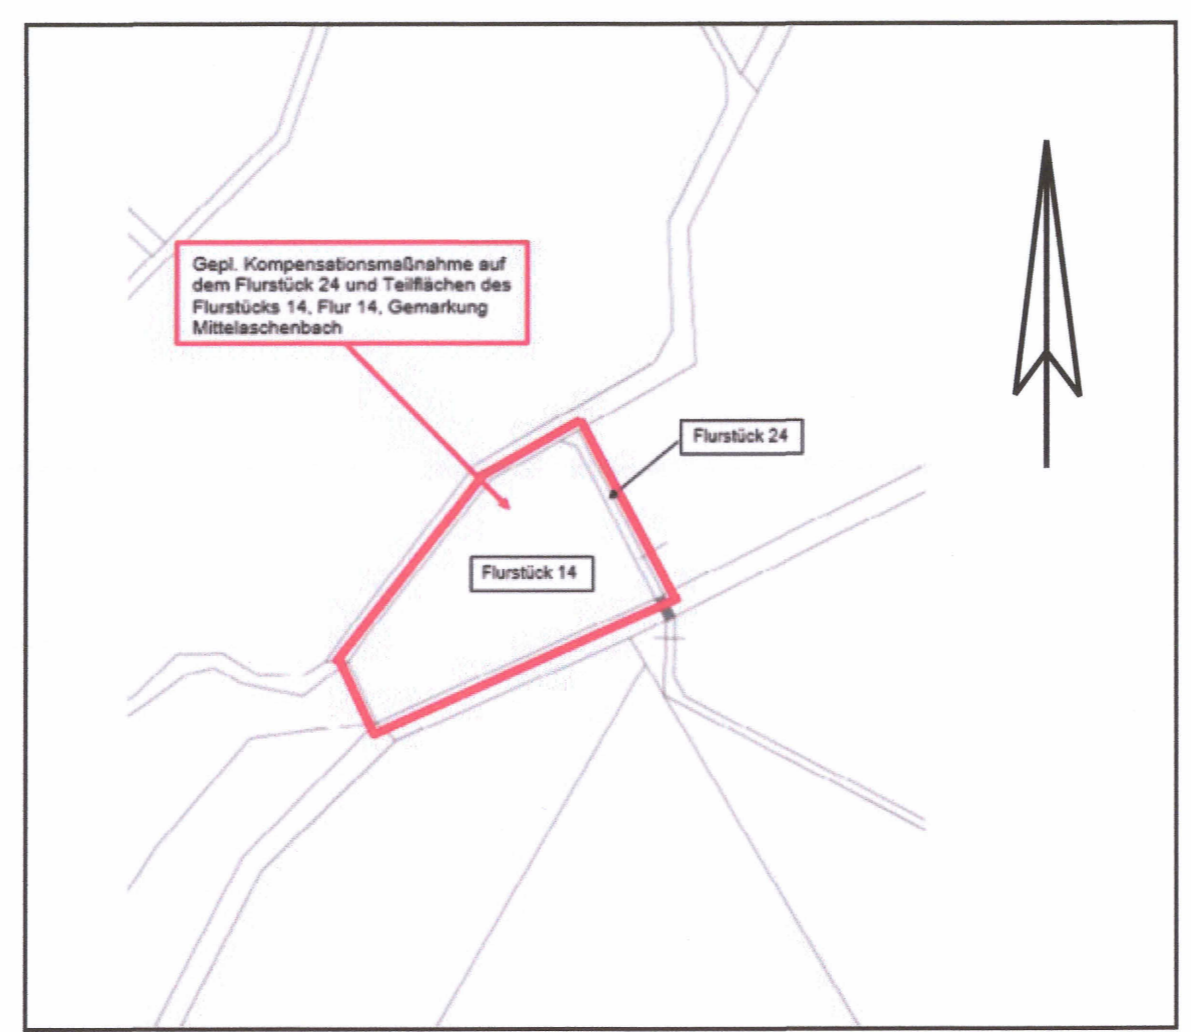 Gepl. Kompensationsmaßnahme auf
dem Flurstück 24 und Teilflächen des
Flurstücks 14, Flur 14, Gemarkung
Mittelaschenbach
Flurstück 24
Flurstück 14